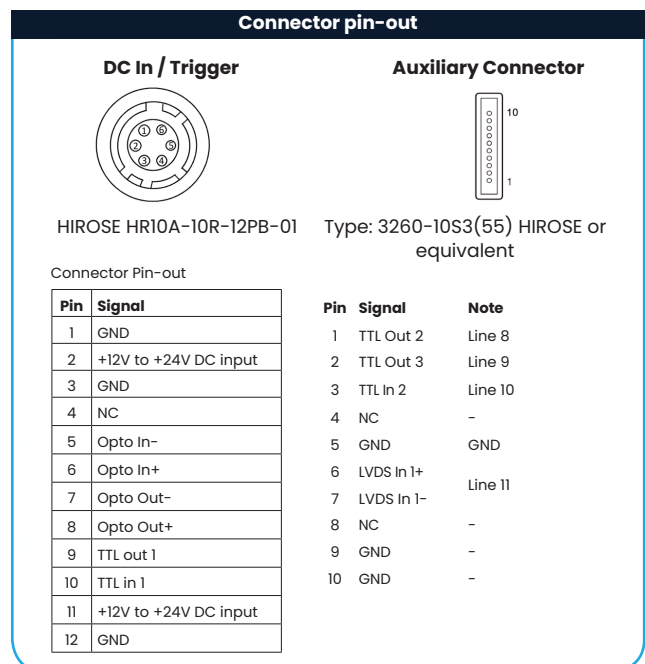 Connector pin-out
DC In / Trigger
1 6
2 5
3 4
HIROSE HR10A-10R-12PB-01
Connector Pin-out
Pin Signal
1 GND
2 +12V to +24V DC input
3 GND
4 NC
5 Opto In-
6 Opto In+
7 Opto Out-
8 Opto Out+
9 TTL out 1
10 TTL in 1
11 +12V to +24V DC input
12 GND
Auxiliary Connector
10
1
Type: 3260-10S3(55) HIROSE or
equivalent
Pin Signal Note
1 TTL Out 2 Line 8
2 TTL Out 3 Line 9
3 TTL In 2 Line 10
4 NC -
5 GND GND
6 LVDS In 1+
Line 11
7 LVDS In 1-
8 NC -
9 GND -
10 GND -